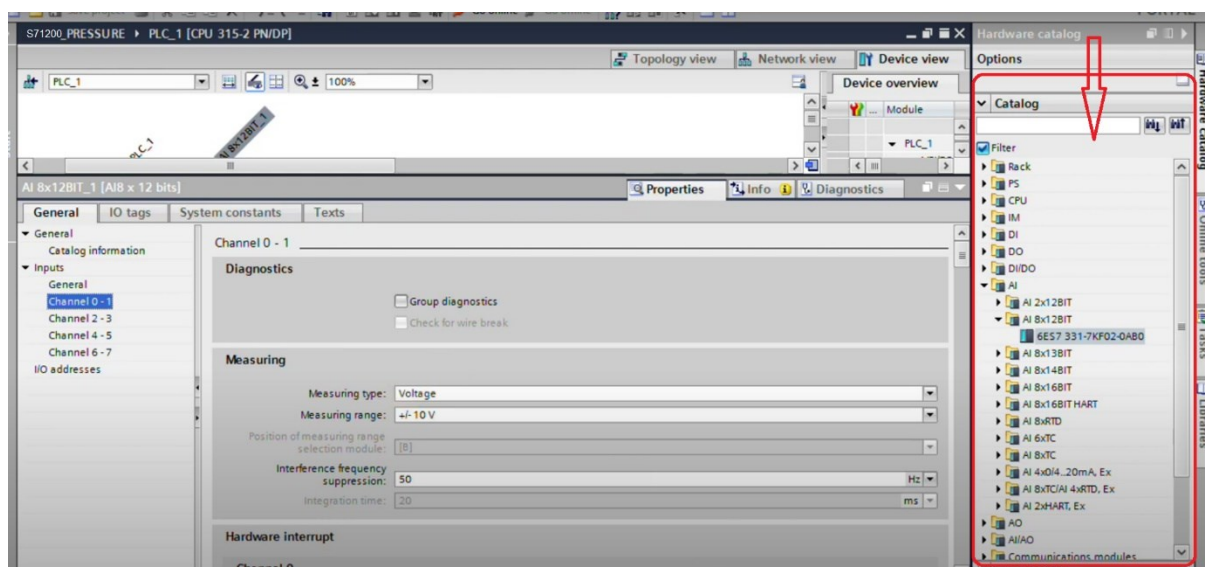 S71200_PRESSURE ▸ PLC_1 [CPU 315-2 PN/DP]
Hardware catalog
Topology view
Network view
Device view
Options
PLC_1
100%
Device overview
... Module
PLC_1
PLC_1
AI 8x12BIT_1
Catalog
Filter
Rack
PS
CPU
IM
DI
DO
DI/DO
AI
AI 2x12BIT
AI 8x12BIT
6ES7 331-7KF02-0AB0
AI 8x13BIT
AI 8x14BIT
AI 8x16BIT
AI 8x16BIT HART
AI 8xRTD
AI 6xTC
AI 8xTC
AI 4x0/4..20mA, Ex
AI 8xTC/AI 4xRTD, Ex
AI 2xHART, Ex
AO
AI/AO
Communications modules
AI 8x12BIT_1 [AI8 x 12 bits]
Properties
Info
Diagnostics
General
IO tags
System constants
Texts
General
Catalog information
Inputs
General
Channel 0 - 1
Channel 2 - 3
Channel 4 - 5
Channel 6 - 7
I/O addresses
Channel 0 - 1
Diagnostics
Group diagnostics
Check for wire break
Measuring
Measuring type: Voltage
Measuring range: +/- 10 V
Position of measuring range
selection module: [B]
Interference frequency
suppression: 50 Hz
Integration time: 20 ms
Hardware interrupt
Channel 0
Hardware catalog
Online tools
Tasks
Libraries